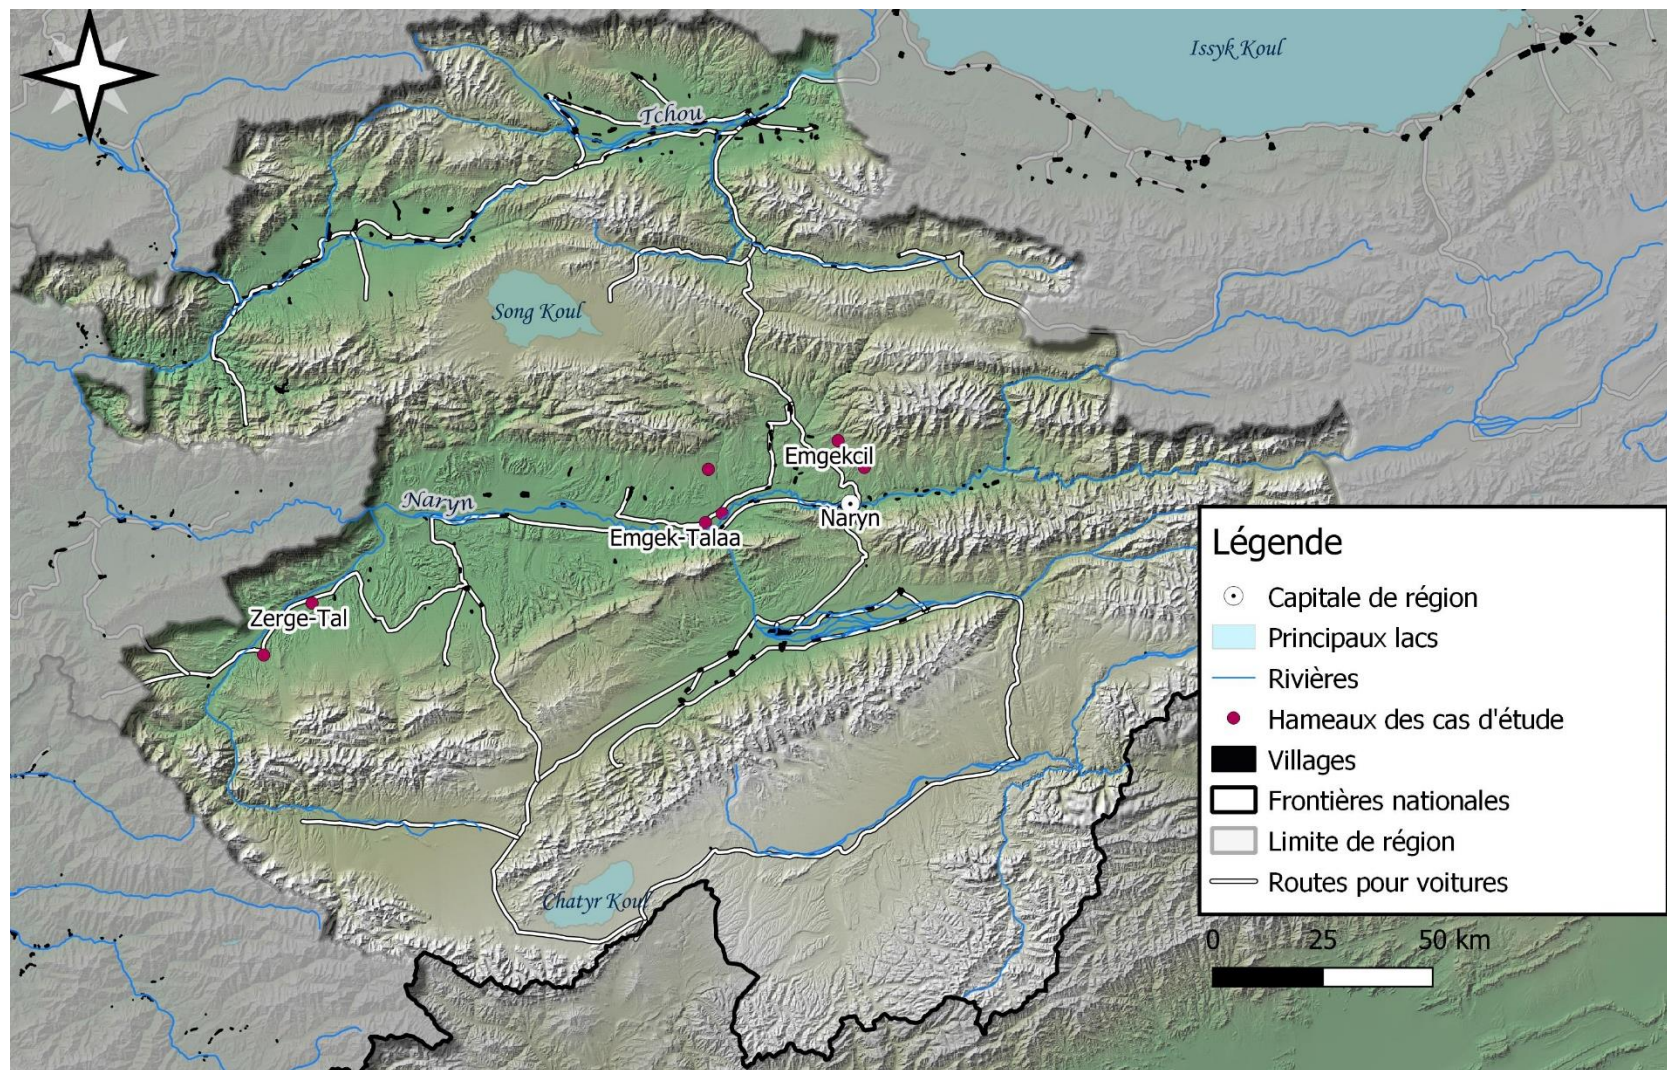 Issyk Koul
Tchou
Song Koul
Emgekcil
Naryn
Naryn
Emgek-Talaa
Zerge-Tal
Chatyr Koul
Légende
Capitale de région
Principaux lacs
Rivières
Hameaux des cas d'étude
Villages
Frontières nationales
Limite de région
Routes pour voitures
0 25 50 km